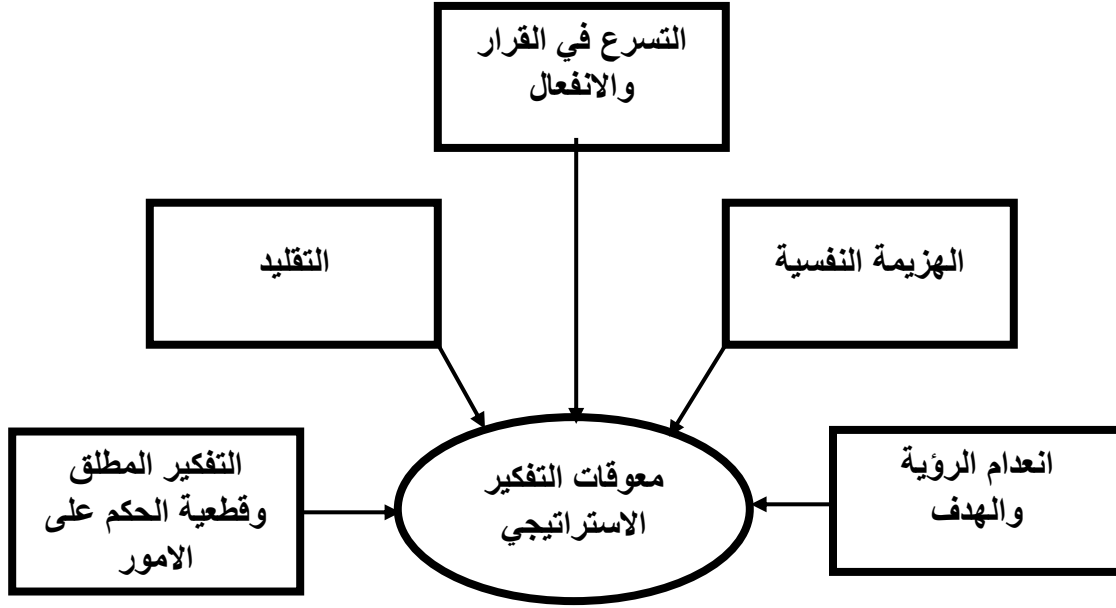 التسرع في القرار
والانفعال
الهزيمة النفسية
التقليد
انعدام الرؤية
والهدف
معوقات التفكير
الاستراتيجي
التفكير المطلق
وقطعية الحكم على
الامور